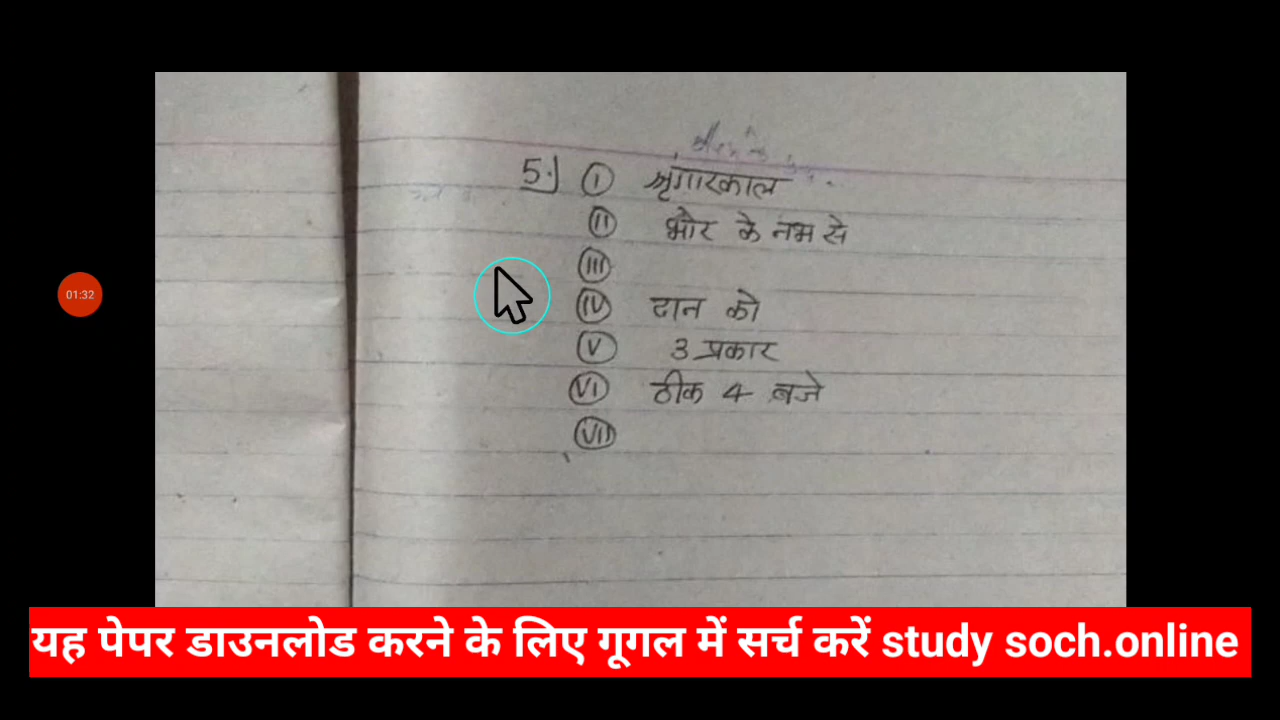 5.) (I) श्रृंगारकाल
(II) भोर के नभ से
(III)
(IV) दान को
(V) 3 प्रकार
(VI) ठीक 4 बजे
(VII)
01:32
यह पेपर डाउनलोड करने के लिए गूगल में सर्च करें study soch.online